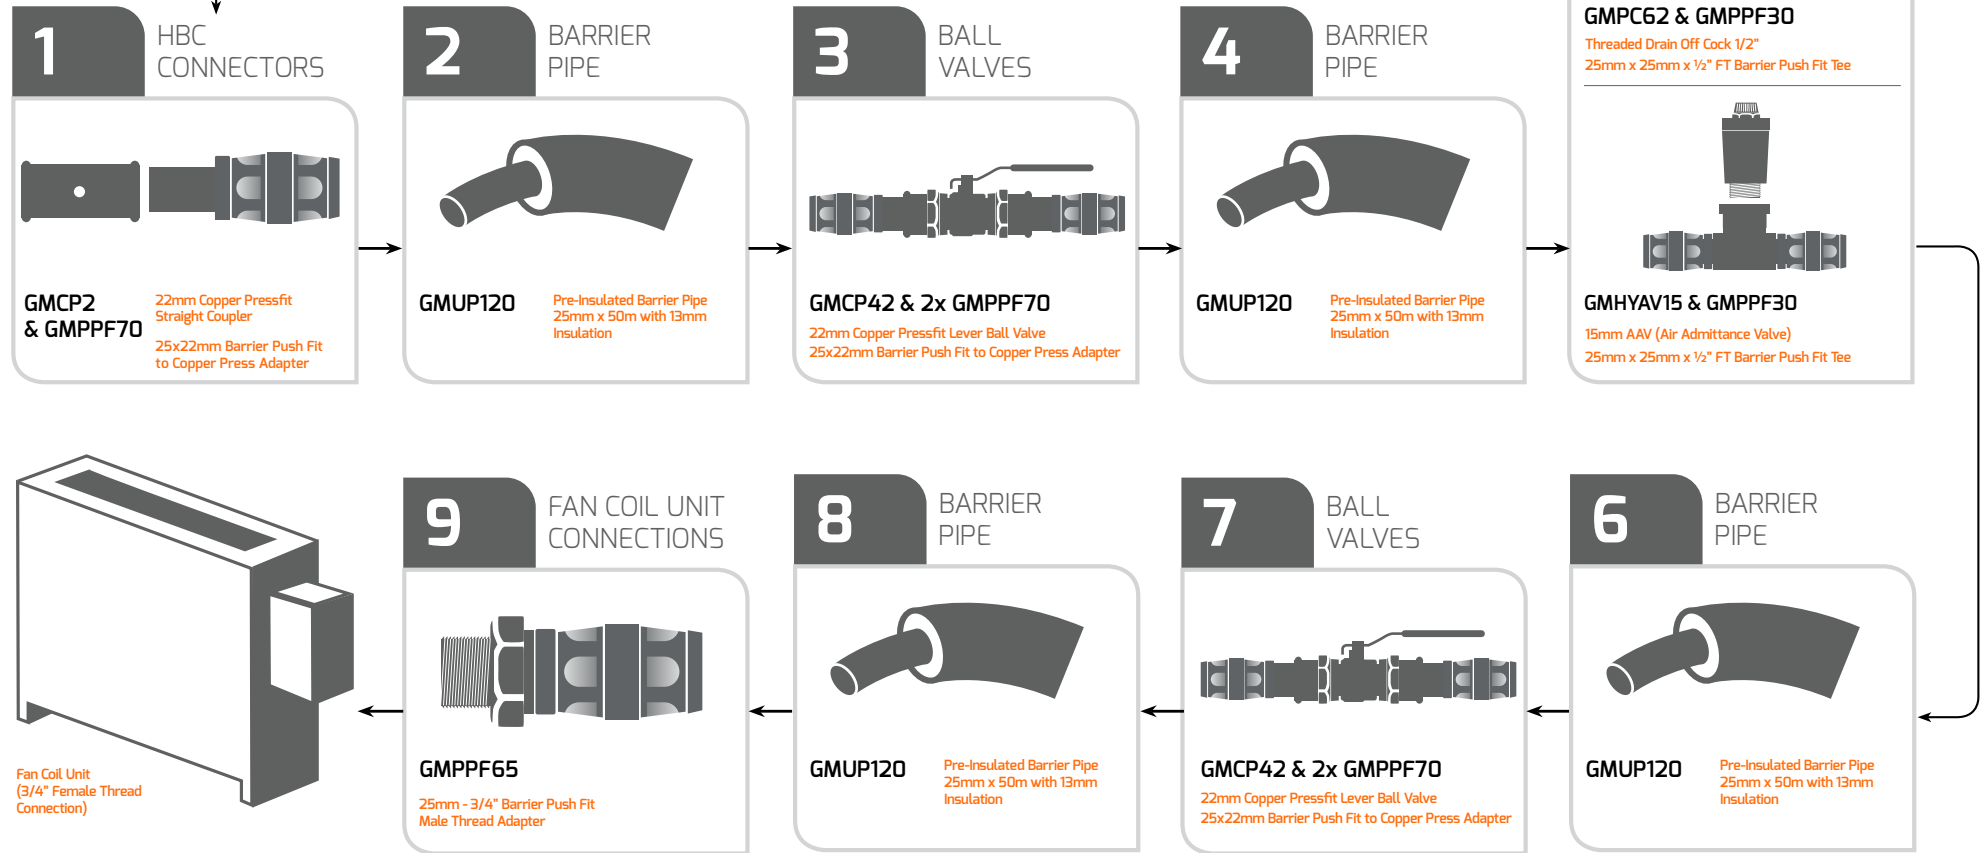 1
HBC
CONNECTORS
GMCP2
& GMPPF70
22mm Copper Pressfit
Straight Coupler
25x22mm Barrier Push Fit
to Copper Press Adapter
2
BARRIER
PIPE
GMUP120
Pre-Insulated Barrier Pipe
25mm x 50m with 13mm
Insulation
3
BALL
VALVES
GMCP42 & 2x GMPPF70
22mm Copper Pressfit Lever Ball Valve
25x22mm Barrier Push Fit to Copper Press Adapter
4
BARRIER
PIPE
GMUP120
Pre-Insulated Barrier Pipe
25mm x 50m with 13mm
Insulation
GMPC62 & GMPPF30
Threaded Drain Off Cock 1/2"
25mm x 25mm x ½" FT Barrier Push Fit Tee
GMHYAV15 & GMPPF30
15mm AAV (Air Admittance Valve)
25mm x 25mm x ½" FT Barrier Push Fit Tee
6
BARRIER
PIPE
GMUP120
Pre-Insulated Barrier Pipe
25mm x 50m with 13mm
Insulation
7
BALL
VALVES
GMCP42 & 2x GMPPF70
22mm Copper Pressfit Lever Ball Valve
25x22mm Barrier Push Fit to Copper Press Adapter
8
BARRIER
PIPE
GMUP120
Pre-Insulated Barrier Pipe
25mm x 50m with 13mm
Insulation
9
FAN COIL UNIT
CONNECTIONS
GMPPF65
25mm - 3/4" Barrier Push Fit
Male Thread Adapter
Fan Coil Unit
(3/4" Female Thread
Connection)